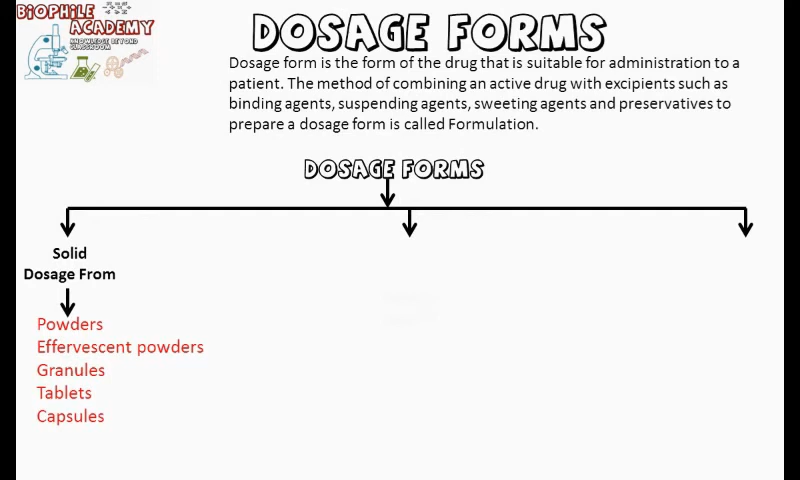 BiOPHiLE
ACADEMY
KNOWLEDGE BEYOND
CLASSROOM
DOSAGE FORMS
Dosage form is the form of the drug that is suitable for administration to a
patient. The method of combining an active drug with excipients such as
binding agents, suspending agents, sweeting agents and preservatives to
prepare a dosage form is called Formulation.
DOSAGE FORMS
Solid
Dosage From
Powders
Effervescent powders
Granules
Tablets
Capsules